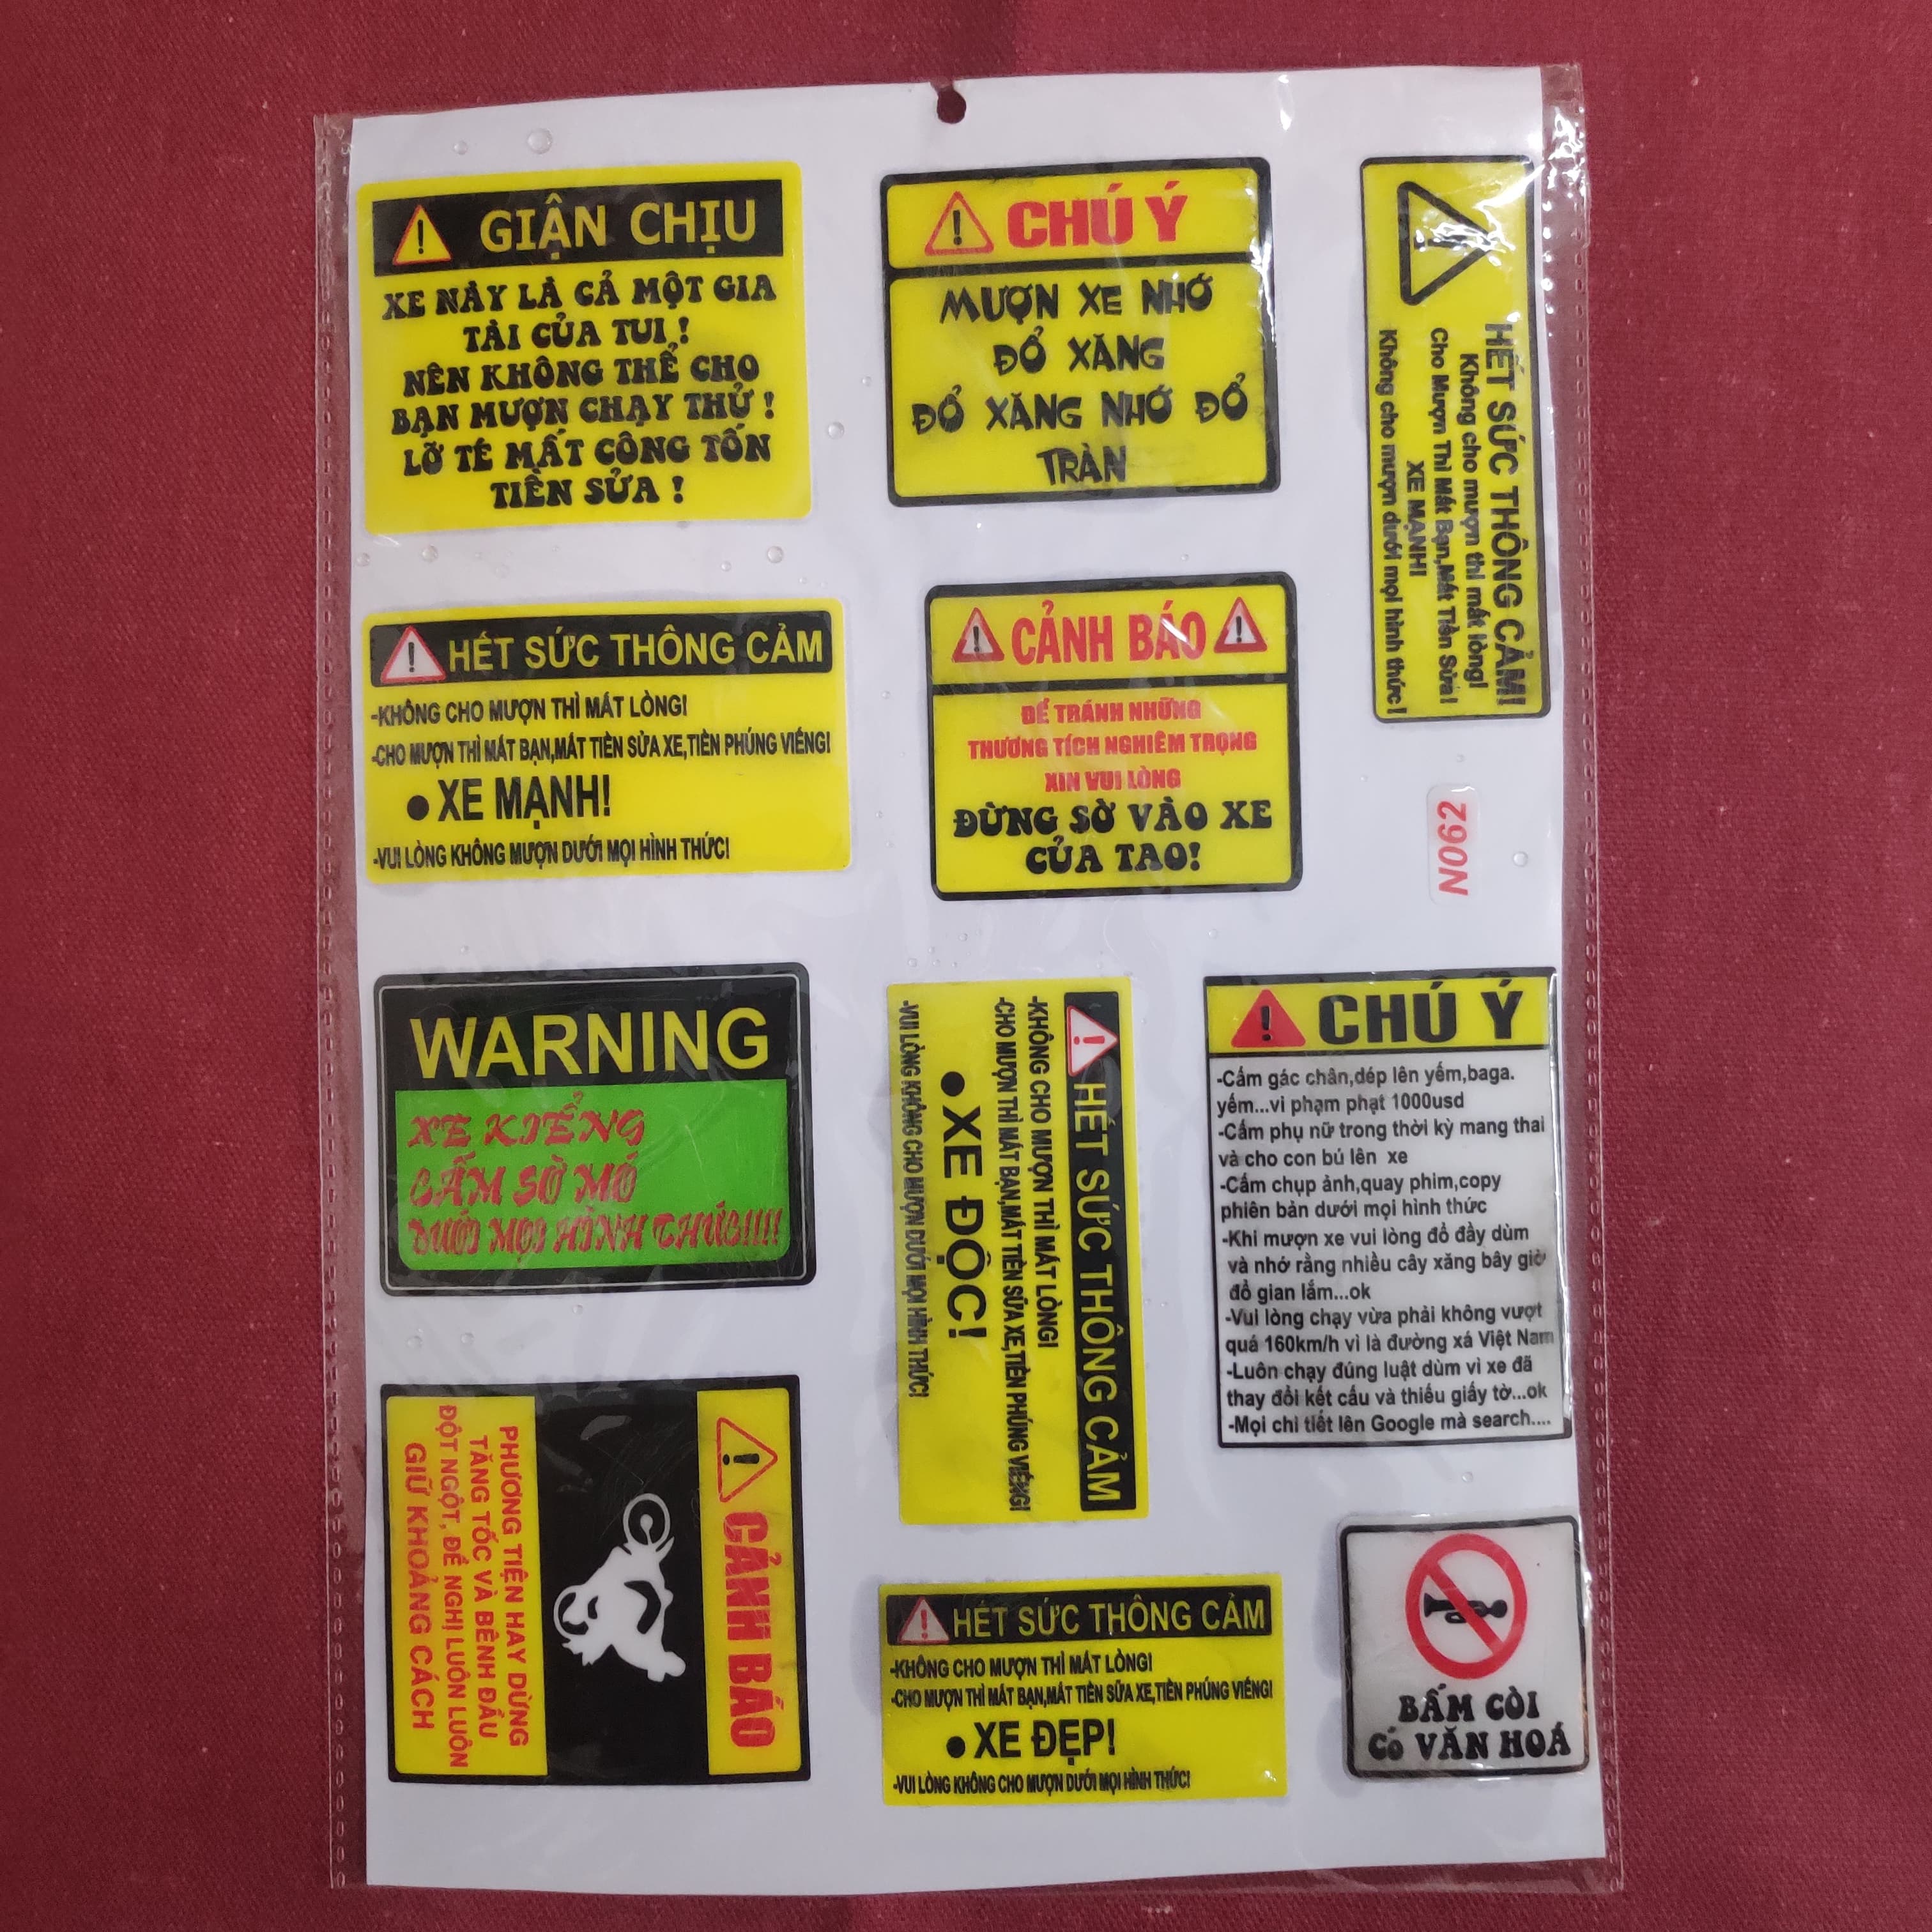 GIẬN CHỊU
XE NÀY LÀ CẢ MỘT GIA
TÀI CỦA TUI !
NÊN KHÔNG THỂ CHO
BẠN MƯỢN CHẠY THỬ !
LỠ TÉ MẤT CÔNG TỐN
TIỀN SỬA !
CHÚ Ý
MƯỢN XE NHỚ
ĐỔ XĂNG
ĐỔ XĂNG NHỚ ĐỔ
TRÀN
HẾT SỨC THÔNG CẢM!
Không cho mượn thì mất lòng!
Cho Mượn Thì Mất Bạn,Mất Tiền Sửa!
XE MẠNH!
Không cho mượn dưới mọi hình thức!
HẾT SỨC THÔNG CẢM
-KHÔNG CHO MƯỢN THÌ MẤT LÒNG!
-CHO MƯỢN THÌ MẤT BẠN,MẤT TIỀN SỬA XE,TIỀN PHÚNG VIẾNG!
●XE MẠNH!
-VUI LÒNG KHÔNG MƯỢN DƯỚI MỌI HÌNH THỨC!
CẢNH BÁO
ĐỂ TRÁNH NHỮNG
THƯƠNG TÍCH NGHIÊM TRỌNG
XIN VUI LÒNG
ĐỪNG SỜ VÀO XE
CỦA TAO!
N062
WARNING
XE KIỂNG
CẤM SỜ MÓ
DƯỚI MỌI HÌNH THỨC!!!!
HẾT SỨC THÔNG CẢM
-KHÔNG CHO MƯỢN THÌ MẤT LÒNG!
-CHO MƯỢN THÌ MẤT BẠN,MẤT TIỀN SỮA XE,TIỀN PHÚNG VIẾNG!
●XE ĐỘC!
-VUI LÒNG KHÔNG CHO MƯỢN DƯỚI MỌI HÌNH THỨC!
CHÚ Ý
-Cấm gác chân,dép lên yếm,baga.
yếm...vi phạm phạt 1000usd
-Cấm phụ nữ trong thời kỳ mang thai
và cho con bú lên xe
-Cấm chụp ảnh,quay phim,copy
phiên bản dưới mọi hình thức
-Khi mượn xe vui lòng đổ đầy dùm
và nhớ rằng nhiều cây xăng bây giờ
đổ gian lắm...ok
-Vui lòng chạy vừa phải không vượt
quá 160km/h vì là đường xá Việt Nam
-Luôn chạy đúng luật dùm vì xe đã
thay đổi kết cấu và thiếu giấy tờ...ok
-Mọi chi tiết lên Google mà search....
CẢNH BÁO
PHƯƠNG TIỆN HAY DỪNG
TĂNG TỐC VÀ BỆNH ĐẦU
ĐỘT NGỘT, ĐỀ NGHỊ LUÔN LUÔN
GIỮ KHOẢNG CÁCH
HẾT SỨC THÔNG CẢM
-KHÔNG CHO MƯỢN THÌ MẤT LÒNG!
-CHO MƯỢN THÌ MẤT BẠN,MẤT TIỀN SỮA XE,TIỀN PHÚNG VIẾNG!
●XE ĐẸP!
-VUI LÒNG KHÔNG CHO MƯỢN DƯỚI MỌI HÌNH THỨC!
BẤM CÒI
CÓ VĂN HOÁ